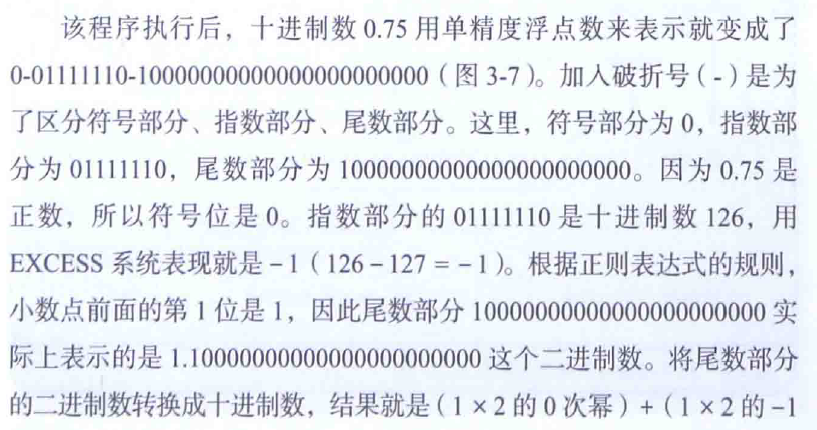 该程序执行后，十进制数 0.75 用单精度浮点数来表示就变成了
0-01111110-10000000000000000000000（图 3-7）。加入破折号（-）是为
了区分符号部分、指数部分、尾数部分。这里，符号部分为 0，指数部
分为 01111110，尾数部分为 10000000000000000000000。因为 0.75 是
正数，所以符号位是 0。指数部分的 01111110 是十进制数 126，用
EXCESS 系统表现就是 －1（126－127 = －1）。根据正则表达式的规则，
小数点前面的第 1 位是 1，因此尾数部分 10000000000000000000000 实
际上表示的是 1.10000000000000000000000 这个二进制数。将尾数部分
的二进制数转换成十进制数，结果就是（1 × 2 的 0 次幂）+（1 × 2 的 －1